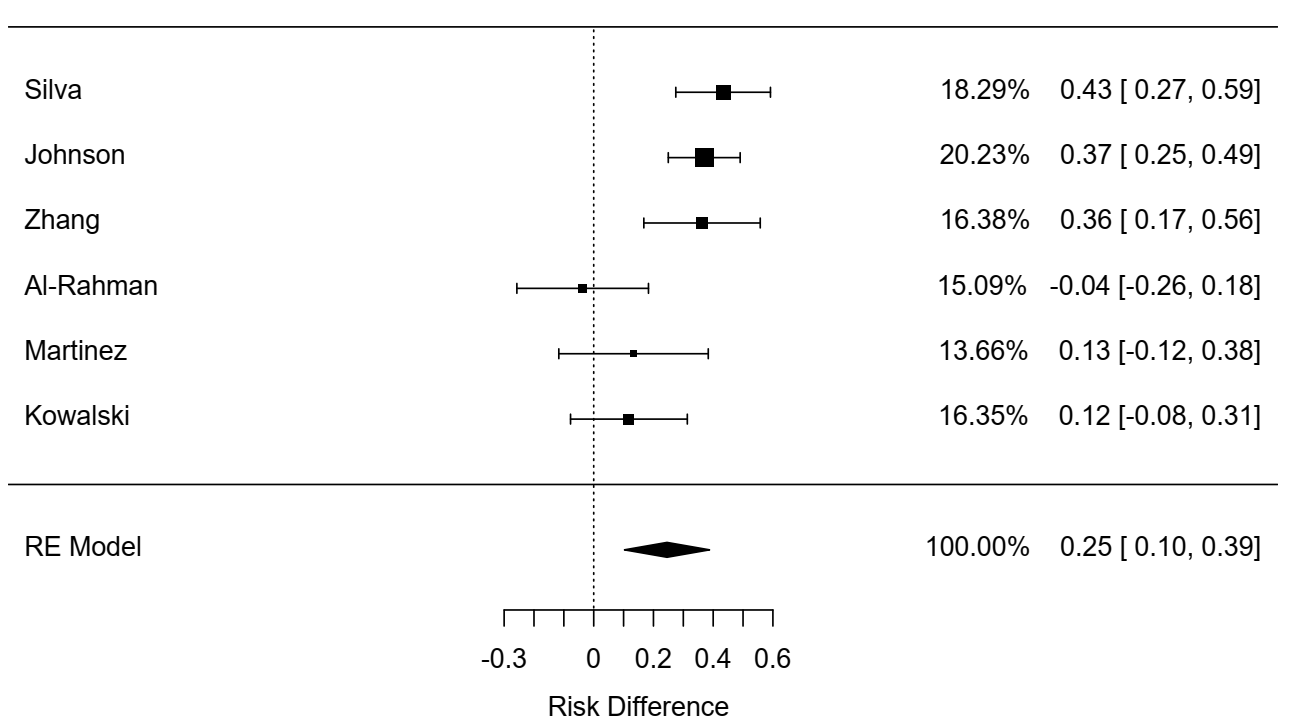 Silva 18.29% 0.43 [ 0.27, 0.59]
Johnson 20.23% 0.37 [ 0.25, 0.49]
Zhang 16.38% 0.36 [ 0.17, 0.56]
Al-Rahman 15.09% -0.04 [-0.26, 0.18]
Martinez 13.66% 0.13 [-0.12, 0.38]
Kowalski 16.35% 0.12 [-0.08, 0.31]
RE Model 100.00% 0.25 [ 0.10, 0.39]
-0.3 0 0.2 0.4 0.6
Risk Difference